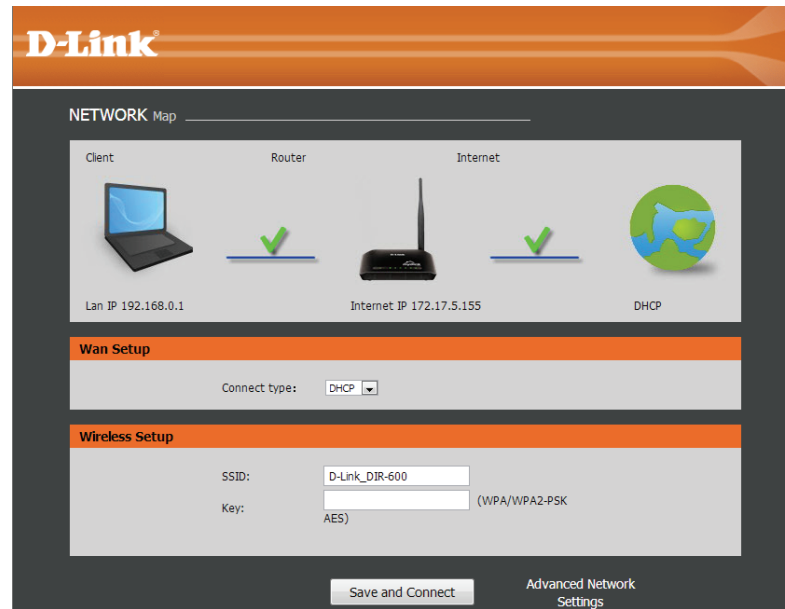 D-Link®
NETWORK Map
Client Router Internet
Lan IP 192.168.0.1 Internet IP 172.17.5.155 DHCP
Wan Setup
Connect type: DHCP
Wireless Setup
SSID: D-Link_DIR-600
Key: (WPA/WPA2-PSK
AES)
Save and Connect Advanced Network
Settings